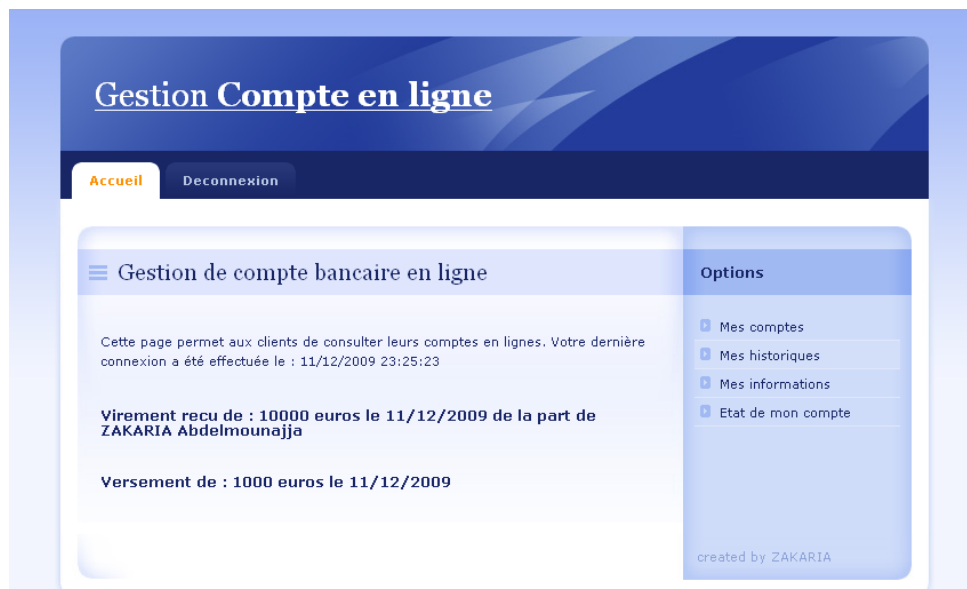 Gestion Compte en ligne
Accueil
Deconnexion
Gestion de compte bancaire en ligne
Cette page permet aux clients de consulter leurs comptes en lignes. Votre dernière
connexion a été effectuée le : 11/12/2009 23:25:23
Virement recu de : 10000 euros le 11/12/2009 de la part de
ZAKARIA Abdelmounajja
Versement de : 1000 euros le 11/12/2009
Options
Mes comptes
Mes historiques
Mes informations
Etat de mon compte
created by ZAKARIA